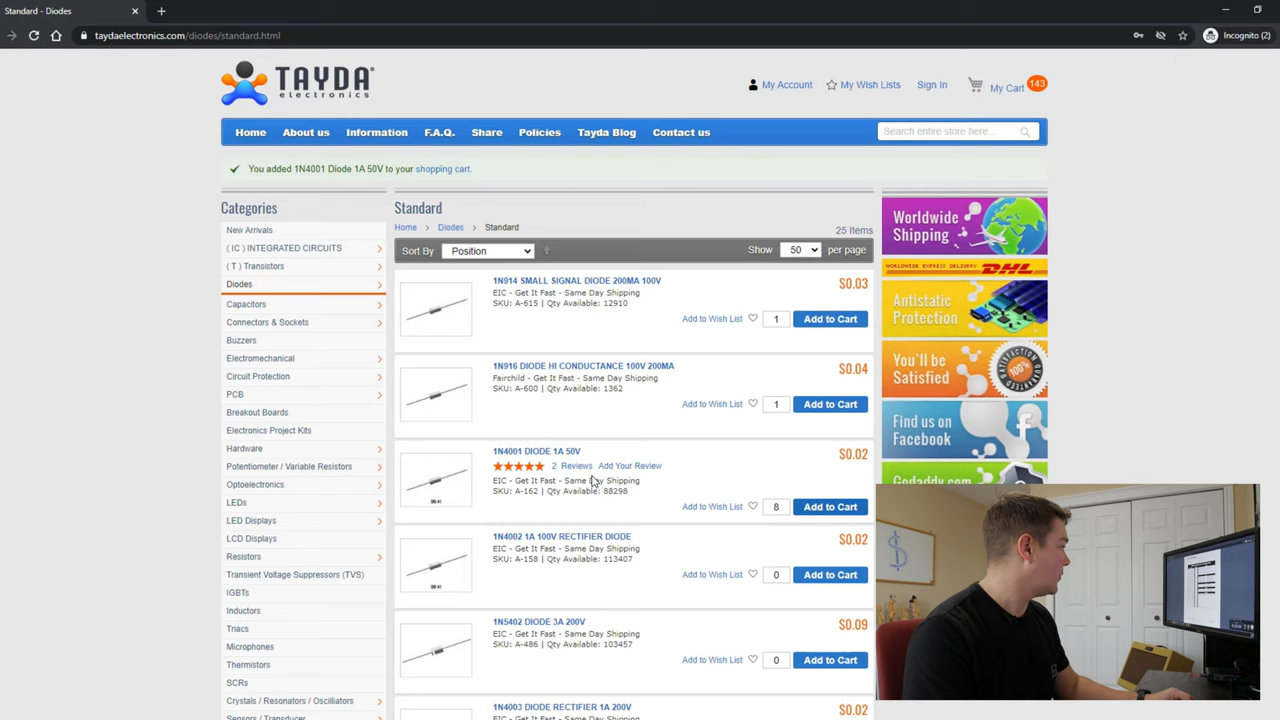 Standard - Diodes
taydaelectronics.com/diodes/standard.html
Incognito (2)
TAYDA
electronics
My Account
My Wish Lists
Sign In
My Cart
143
Home
About us
Information
F.A.Q.
Share
Policies
Tayda Blog
Contact us
Search entire store here...
You added 1N4001 Diode 1A 50V to your shopping cart.
Categories
New Arrivals
( IC ) INTEGRATED CIRCUITS
( T ) Transistors
Diodes
Capacitors
Connectors & Sockets
Buzzers
Electromechanical
Circuit Protection
PCB
Breakout Boards
Electronics Project Kits
Hardware
Potentiometer / Variable Resistors
Optoelectronics
LEDs
LED Displays
LCD Displays
Resistors
Transient Voltage Suppressors (TVS)
IGBTs
Inductors
Triacs
Microphones
Thermistors
SCRs
Crystals / Resonators / Oscilliators
Sensors / Transducer
Standard
Home
Diodes
Standard
25 Items
Sort By
Position
Show
50
per page
1N914 SMALL SIGNAL DIODE 200MA 100V
$0.03
EIC - Get It Fast - Same Day Shipping
SKU: A-615 | Qty Available: 12910
Add to Wish List
1
Add to Cart
1N916 DIODE HI CONDUCTANCE 100V 200MA
$0.04
Fairchild - Get It Fast - Same Day Shipping
SKU: A-600 | Qty Available: 1362
Add to Wish List
1
Add to Cart
1N4001 DIODE 1A 50V
$0.02
2 Reviews
Add Your Review
EIC - Get It Fast - Same Day Shipping
SKU: A-162 | Qty Available: 88298
Add to Wish List
8
Add to Cart
1N4002 1A 100V RECTIFIER DIODE
$0.02
EIC - Get It Fast - Same Day Shipping
SKU: A-158 | Qty Available: 113407
Add to Wish List
0
Add to Cart
1N5402 DIODE 3A 200V
$0.09
EIC - Get It Fast - Same Day Shipping
SKU: A-486 | Qty Available: 103457
Add to Wish List
0
Add to Cart
1N4003 DIODE RECTIFIER 1A 200V
$0.02
Worldwide
Shipping
WORLDWIDE EXPRESS DELIVERY
DHL
Antistatic
Protection
You'll be
Satisfied
100%
Find us on
Facebook
Godaddy.com